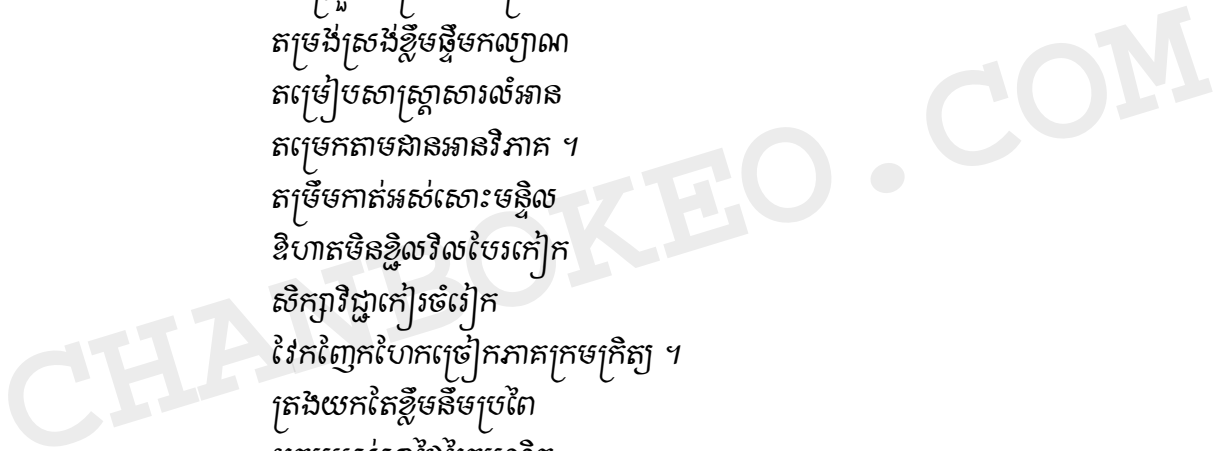 តម្រង់ស្រង់ខ្លឹមផ្ទឹមកល្យាណ
តម្រៀបសាស្ត្រាសារលំអាន
តម្រេកតាមដានអានវិភាគ ។
តម្រឹមកាត់អស់សោះមន្ទិល
ឱហាតមិនខ្ជិលវិលបែរកៀក
សិក្សាវិជ្ជាកៀរចំរៀក
វែកញែកហែកច្រៀកភាគក្រមក្រិត្យ ។
ត្រងយកតែខ្លឹមនឹមប្រពៃ
CHANBOKEO.COM